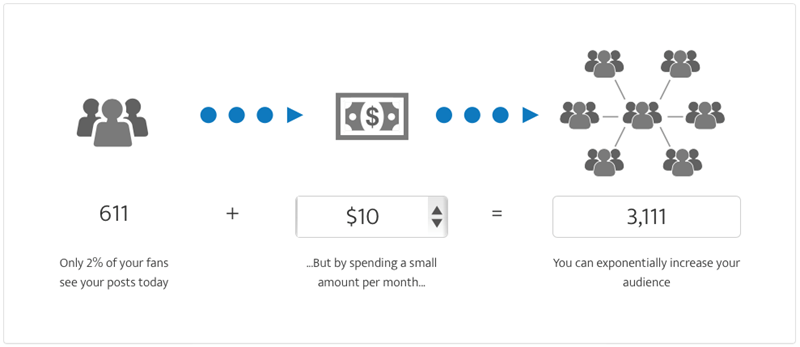 $
611
+
$10
=
3,111
Only 2% of your fans
see your posts today
...But by spending a small
amount per month...
You can exponentially increase your
audience